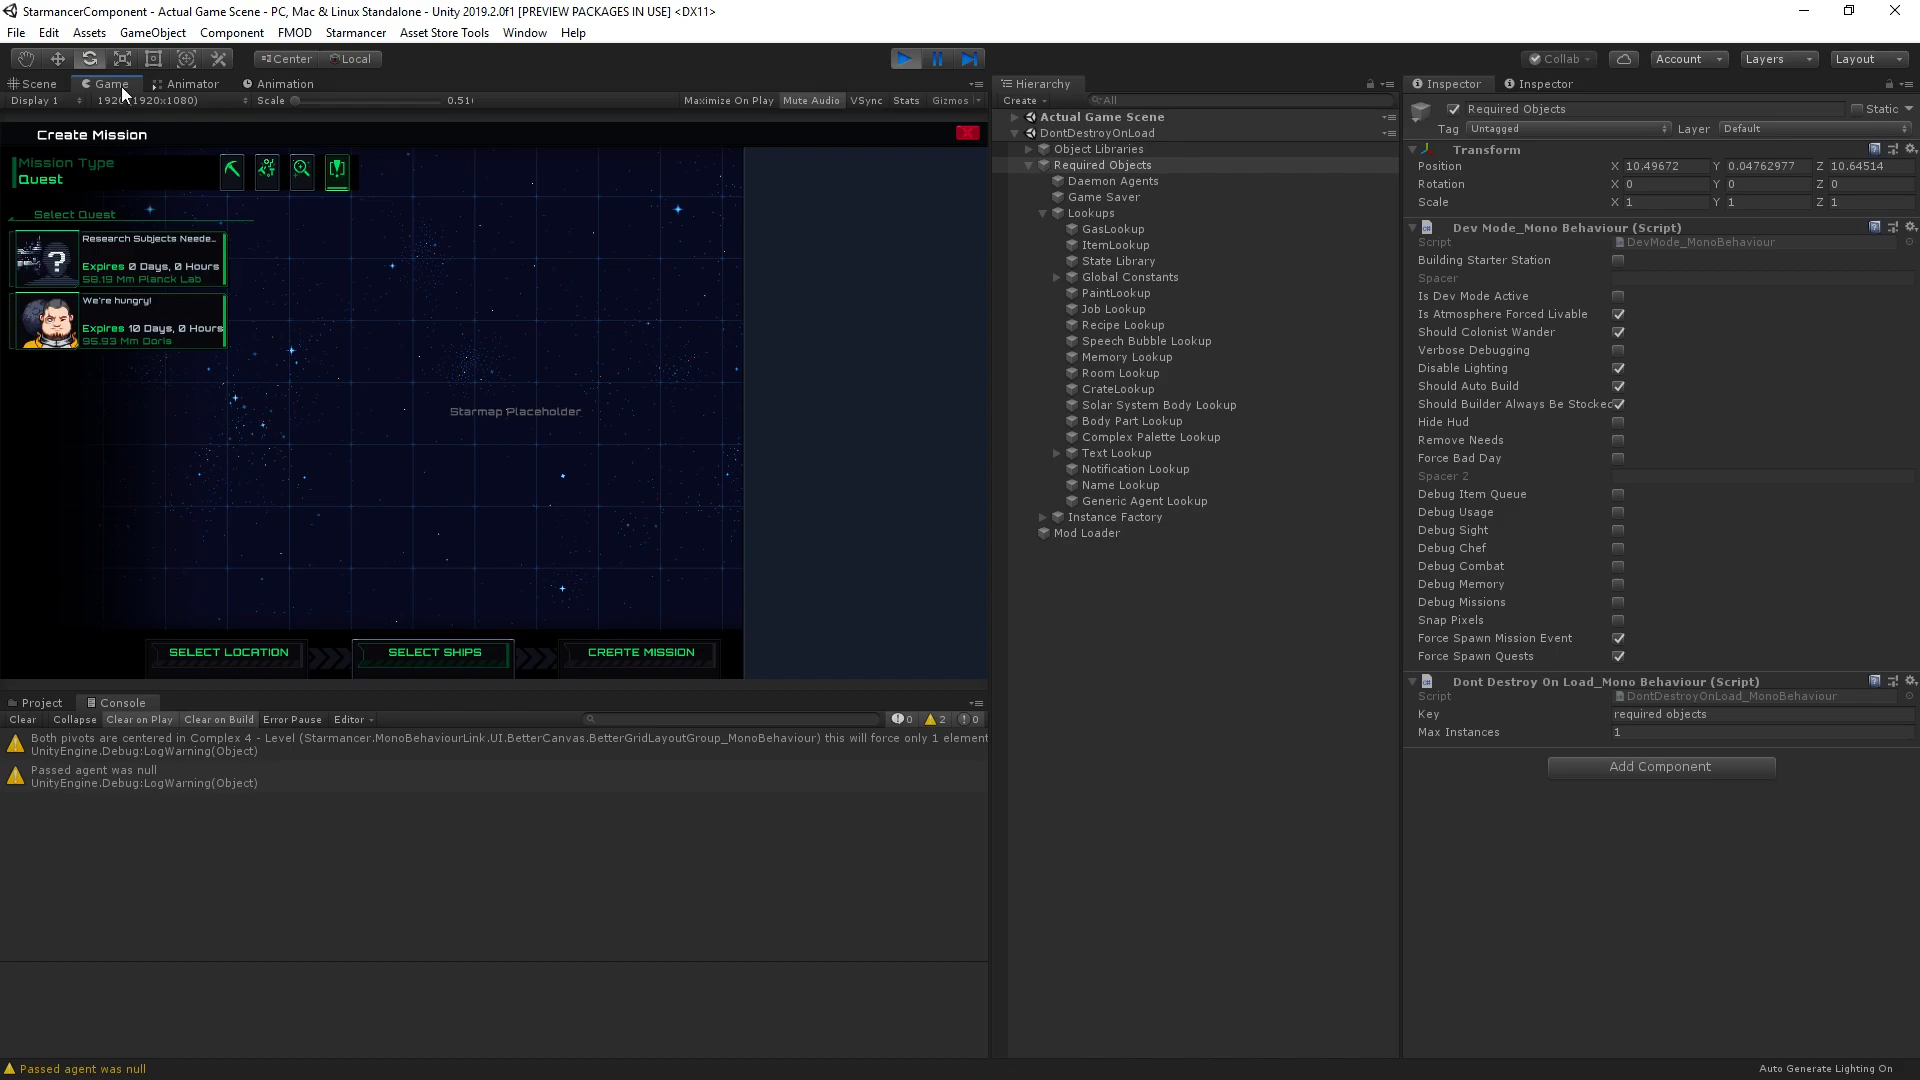 StarmancerComponent - Actual Game Scene - PC, Mac & Linux Standalone - Unity 2019.2.0f1 [PREVIEW PACKAGES IN USE] <DX11>
File Edit Assets GameObject Component FMOD Starmancer Asset Store Tools Window Help
Center Local
Collab Account Layers Layout
Scene Game Animator Animation
Display 1 Scale 0.51 Maximize On Play Mute Audio VSync Stats Gizmos
Create Mission
Mission Type
Quest
Select Quest
Research Subjects Neede...
Expires 0 Days, 0 Hours
58.19 Mm Planck Lab
?
We're hungry!
Expires 10 Days, 0 Hours
95.93 Mm Doris
Starmap Placeholder
SELECT LOCATION SELECT SHIPS CREATE MISSION
Project Console
Clear Collapse Clear on Play Clear on Build Error Pause Editor 0 2 0
Both pivots are centered in Complex 4 - Level (Starmancer.MonoBehaviourLink.UI.BetterCanvas.BetterGridLayoutGroup_MonoBehaviour) this will force only 1 element
UnityEngine.Debug:LogWarning(Object)
Passed agent was null
UnityEngine.Debug:LogWarning(Object)
Passed agent was null
Hierarchy
Create All
Actual Game Scene
DontDestroyOnLoad
Object Libraries
Required Objects
Daemon Agents
Game Saver
Lookups
GasLookup
ItemLookup
State Library
Global Constants
PaintLookup
Job Lookup
Recipe Lookup
Speech Bubble Lookup
Memory Lookup
Room Lookup
CrateLookup
Solar System Body Lookup
Body Part Lookup
Complex Palette Lookup
Text Lookup
Notification Lookup
Name Lookup
Generic Agent Lookup
Instance Factory
Mod Loader
Inspector Inspector
Required Objects Static
Tag Untagged Layer Default
Transform
Position X 10.49672 Y 0.04762977 Z 10.64514
Rotation X 0 Y 0 Z 0
Scale X 1 Y 1 Z 1
Dev Mode_Mono Behaviour (Script)
Script DevMode_MonoBehaviour
Building Starter Station
Spacer
Is Dev Mode Active
Is Atmosphere Forced Livable
Should Colonist Wander
Verbose Debugging
Disable Lighting
Should Auto Build
Should Builder Always Be Stocked
Hide Hud
Remove Needs
Force Bad Day
Spacer 2
Debug Item Queue
Debug Usage
Debug Sight
Debug Chef
Debug Combat
Debug Memory
Debug Missions
Snap Pixels
Force Spawn Mission Event
Force Spawn Quests
Dont Destroy On Load_Mono Behaviour (Script)
Script DontDestroyOnLoad_MonoBehaviour
Key required objects
Max Instances 1
Add Component
Auto Generate Lighting On